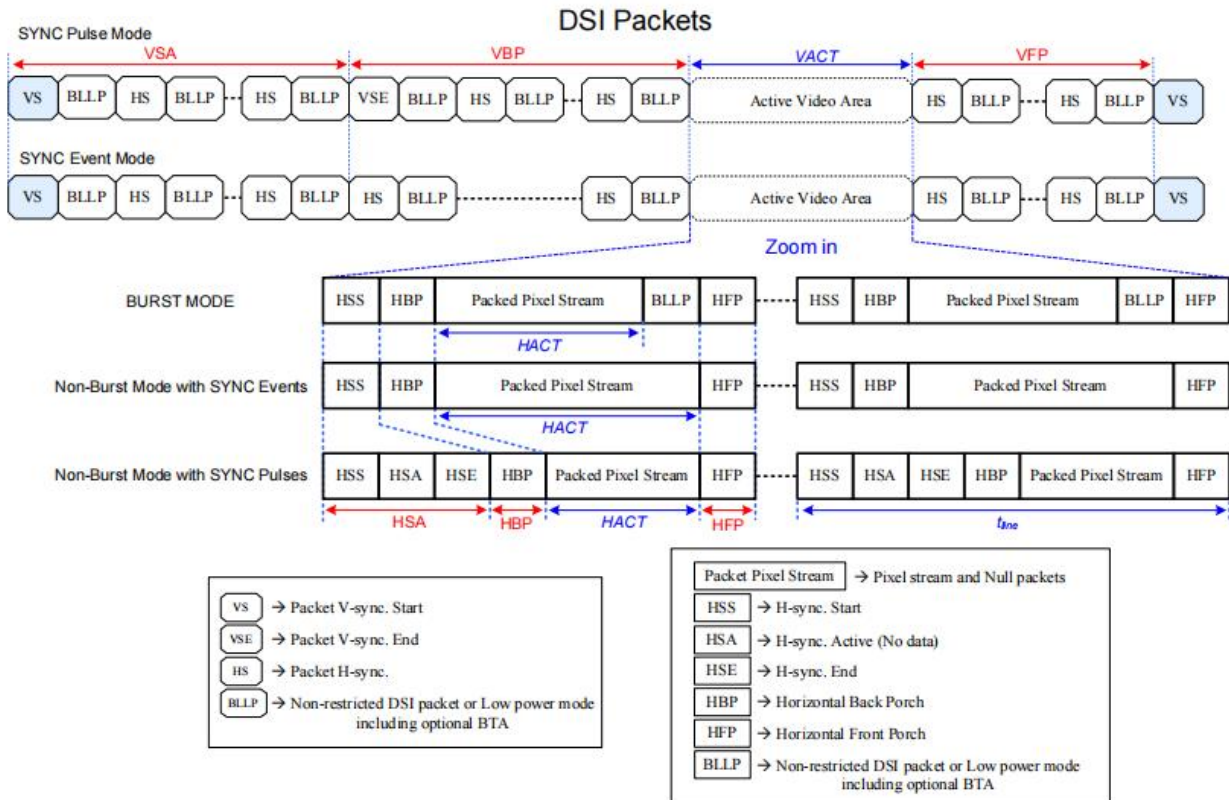 DSI Packets
SYNC Pulse Mode
VSA VBP VACT VFP
VS BLLP HS BLLP HS BLLP VSE BLLP HS BLLP HS BLLP Active Video Area HS BLLP HS BLLP VS
SYNC Event Mode
VS BLLP HS BLLP HS BLLP HS BLLP HS BLLP Active Video Area HS BLLP HS BLLP VS
Zoom in
BURST MODE HSS HBP Packed Pixel Stream BLLP HFP HSS HBP Packed Pixel Stream BLLP HFP
HACT
Non-Burst Mode with SYNC Events HSS HBP Packed Pixel Stream HFP HSS HBP Packed Pixel Stream HFP
HACT
Non-Burst Mode with SYNC Pulses HSS HSA HSE HBP Packed Pixel Stream HFP HSS HSA HSE HBP Packed Pixel Stream HFP
HSA HBP HACT HFP tline
VS → Packet V-sync. Start
VSE → Packet V-sync. End
HS → Packet H-sync.
BLLP → Non-restricted DSI packet or Low power mode
including optional BTA
Packet Pixel Stream → Pixel stream and Null packets
HSS → H-sync. Start
HSA → H-sync. Active (No data)
HSE → H-sync. End
HBP → Horizontal Back Porch
HFP → Horizontal Front Porch
BLLP → Non-restricted DSI packet or Low power mode
including optional BTA